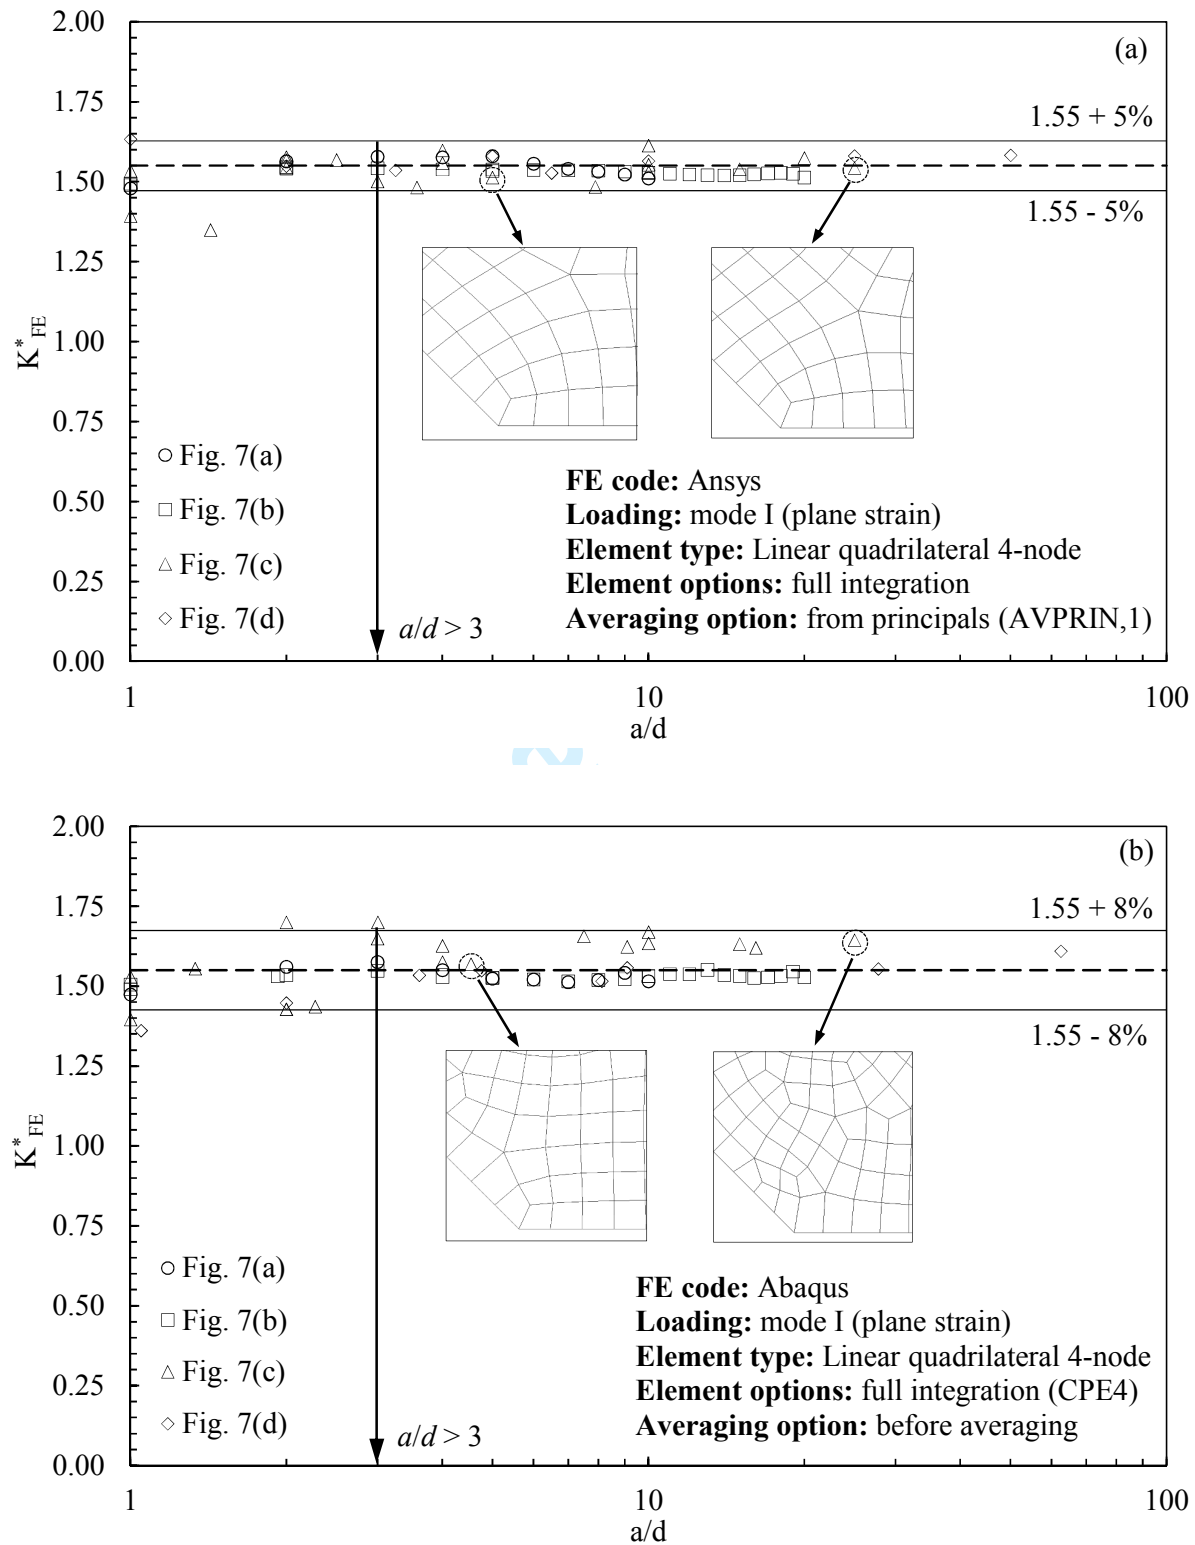 2.00
(a)
1.75
1.55 + 5%
1.50
1.55 - 5%
1.25
1.00
K*FE
0.75
Fig. 7(a)
FE code: Ansys
0.50
Fig. 7(b)
Loading: mode I (plane strain)
Element type: Linear quadrilateral 4-node
Fig. 7(c)
0.25
Element options: full integration
Fig. 7(d)
a/d > 3
Averaging option: from principals (AVPRIN,1)
0.00
1
10
100
a/d
2.00
(b)
1.75
1.55 + 8%
1.50
1.55 - 8%
1.25
1.00
K*FE
0.75
Fig. 7(a)
FE code: Abaqus
0.50
Fig. 7(b)
Loading: mode I (plane strain)
Element type: Linear quadrilateral 4-node
Fig. 7(c)
0.25
Element options: full integration (CPE4)
Fig. 7(d)
a/d > 3
Averaging option: before averaging
0.00
1
10
100
a/d